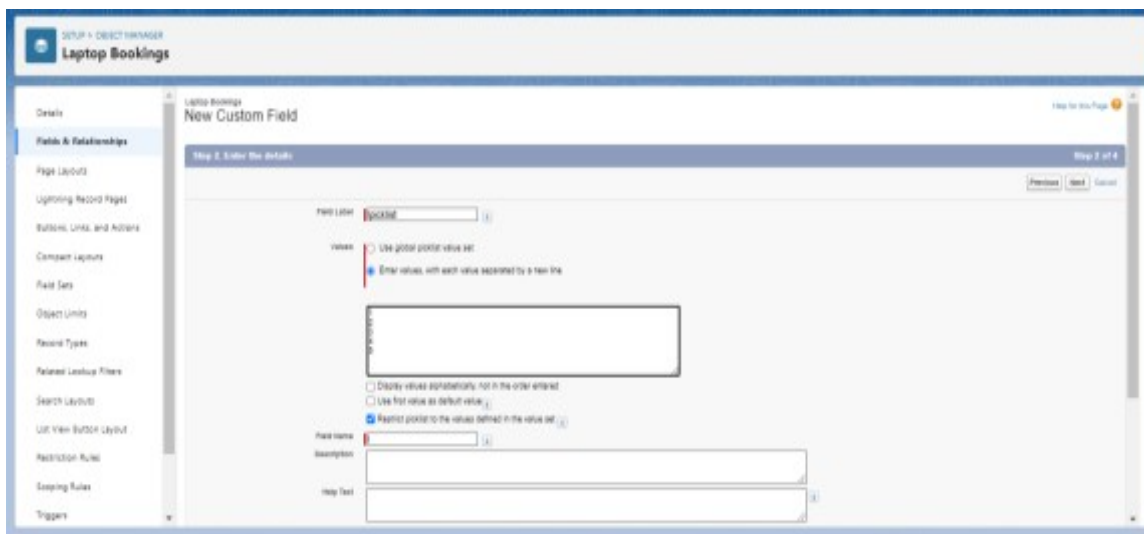 SETUP > OBJECT MANAGER
Laptop Bookings
Details
Fields & Relationships
Page Layouts
Lightning Record Pages
Buttons, Links, and Actions
Compact Layouts
Field Sets
Object Limits
Record Types
Related Lookup Filters
Search Layouts
List View Button Layout
Restriction Rules
Scoping Rules
Triggers
Laptop Bookings
New Custom Field
Help for this Page
Step 2. Enter the details
Step 2 of 4
Previous Next Cancel
Field Label
picklist
Values
Use global picklist value set
Enter values, with each value separated by a new line
Display values alphabetically, not in the order entered
Use first value as default value
Restrict picklist to the values defined in the value set
Field Name
Description
Help Text